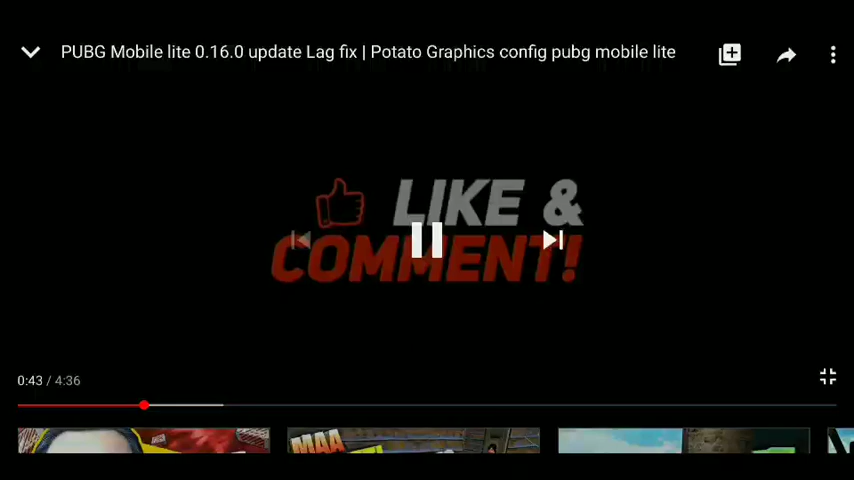 PUBG Mobile lite 0.16.0 update Lag fix | Potato Graphics config pubg mobile lite
LIKE &
COMMENT!
0:43 / 4:36
MAA